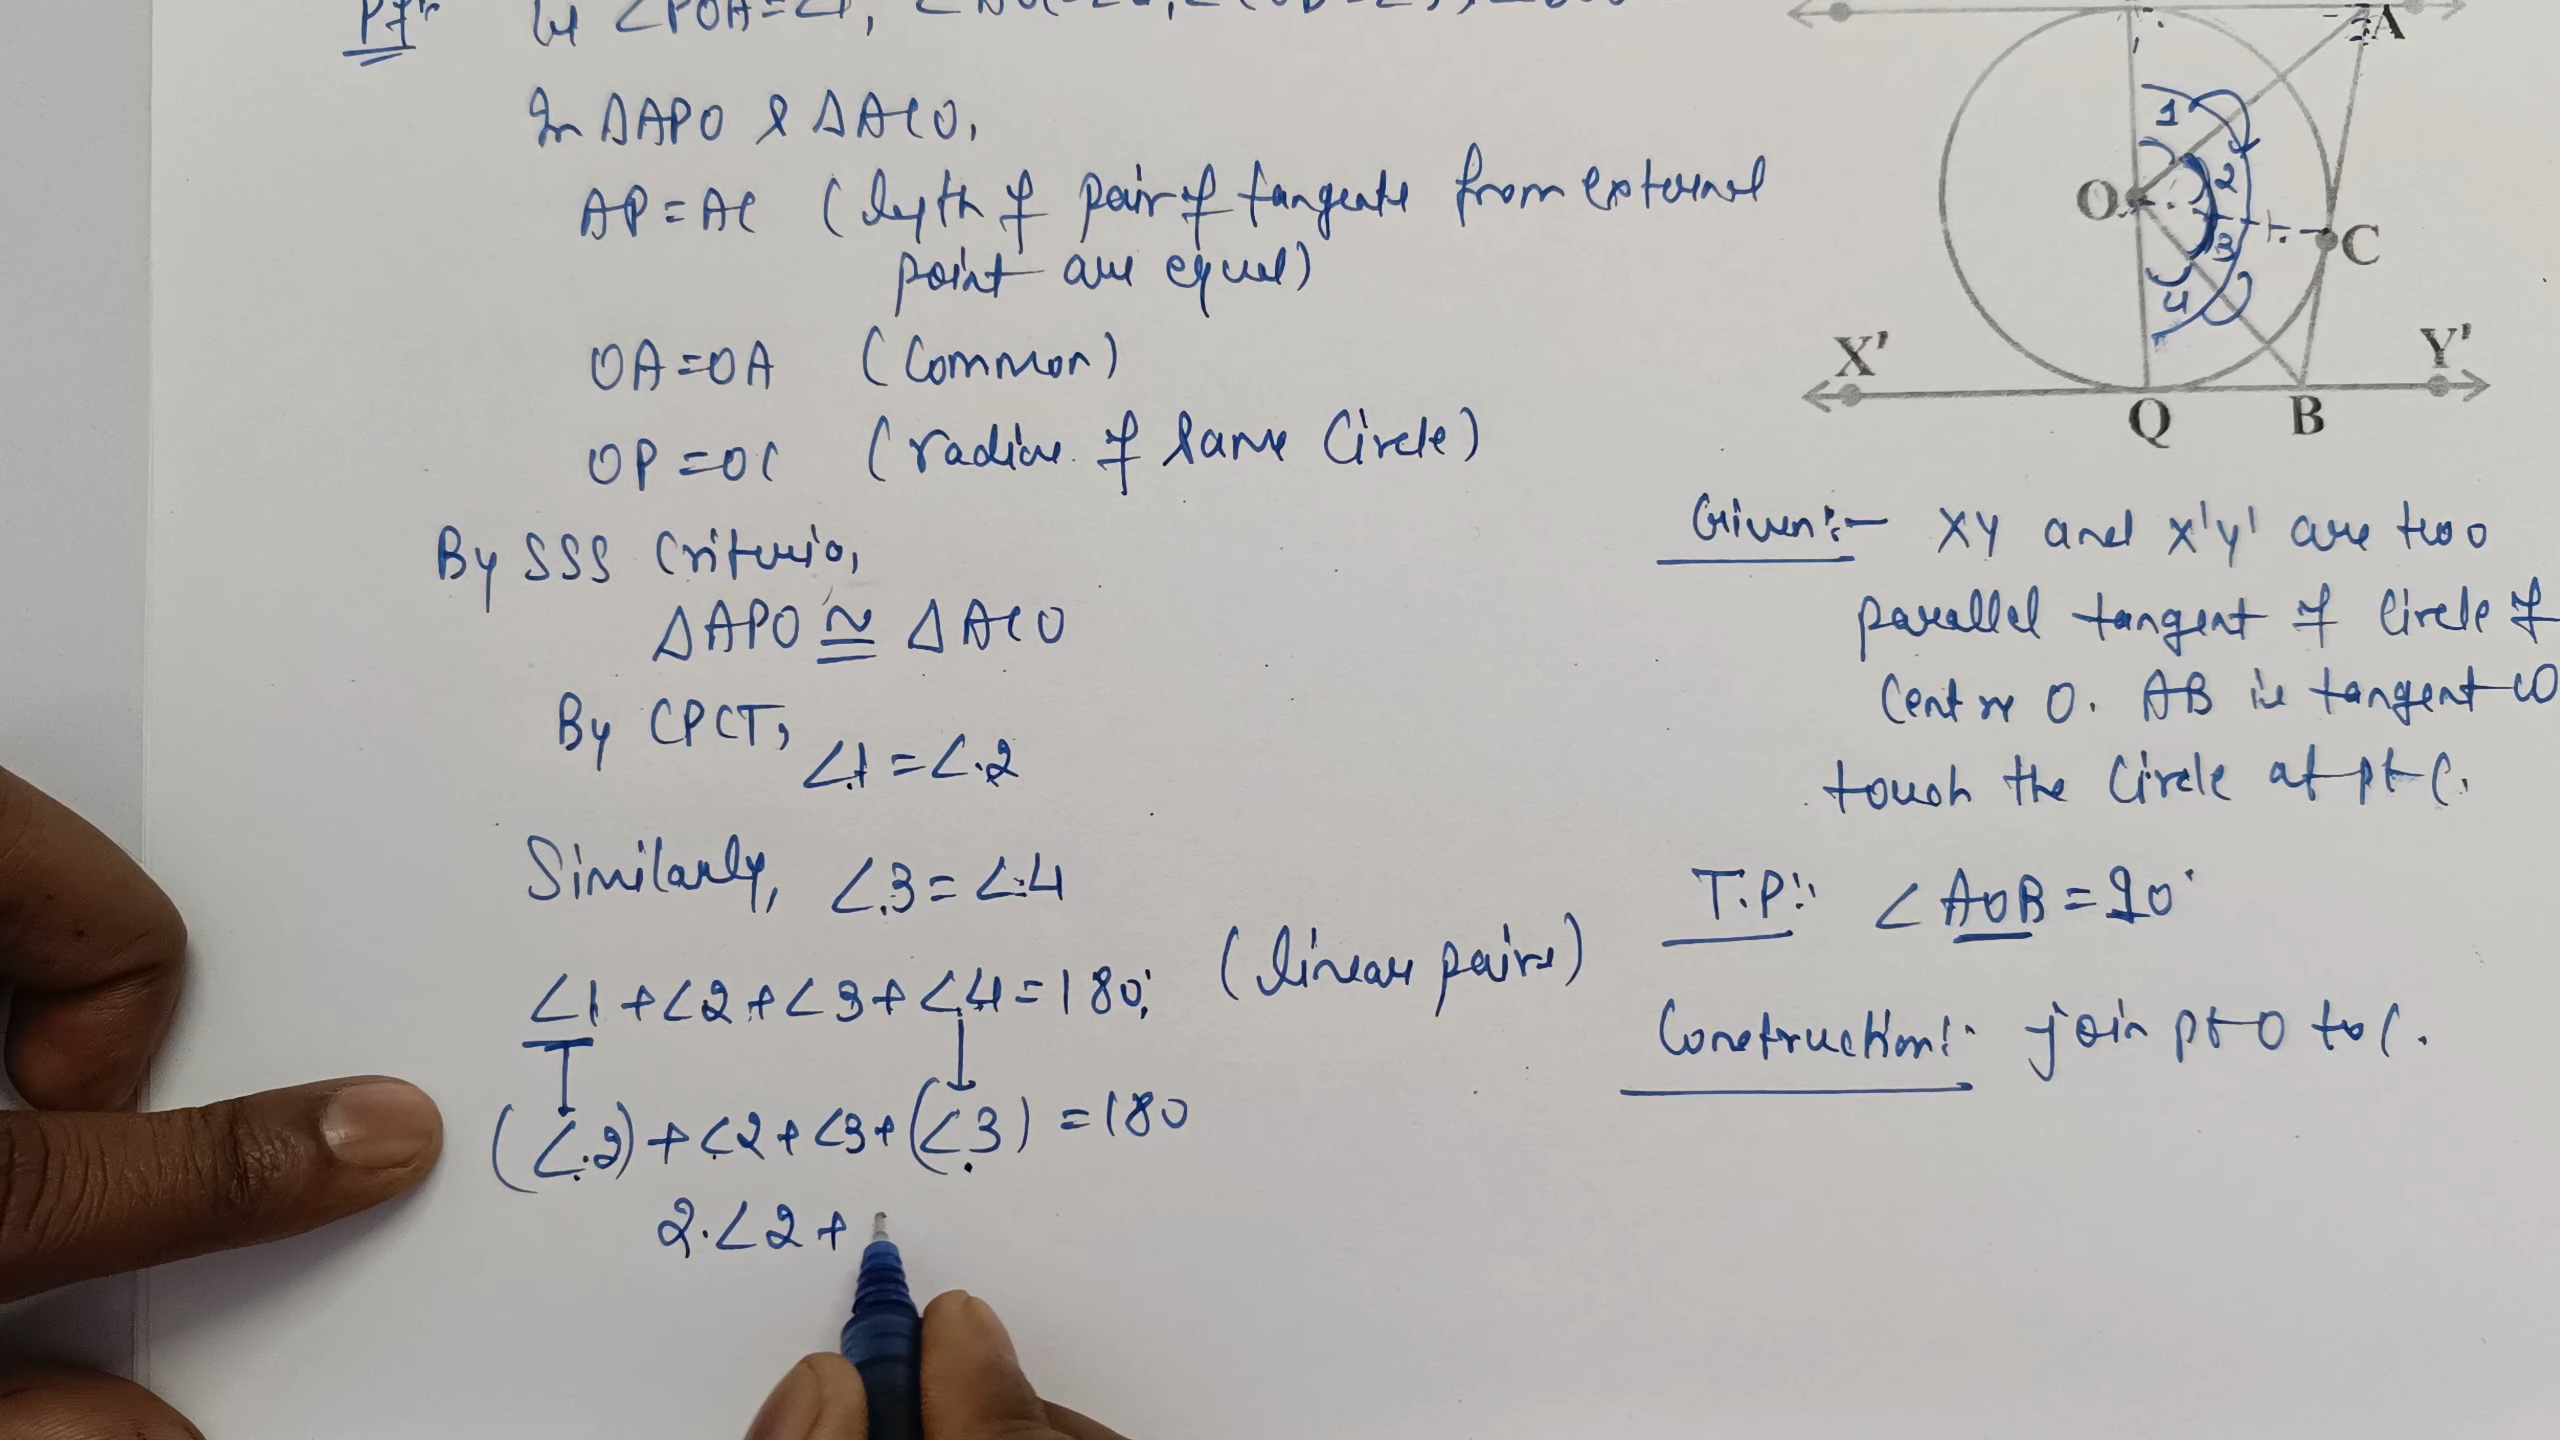 Pf:-
In ΔAPO & ΔACO,
AP = AC (length of pair of tangents from external
point are equal)
OA = OA (Common)
OP = OC (radius of same Circle)
By SSS Criteria,
ΔAPO ≅ ΔACO
By CPCT,
∠1 = ∠2
Similarly, ∠3 = ∠4
∠1 + ∠2 + ∠3 + ∠4 = 180° (linear pairs)
(∠2) + ∠2 + ∠3 + (∠3) = 180
2·∠2 +
A
1
O
2
C
3
4
X'
Y'
Q
B
Given:- XY and X'Y' are two
parallel tangent of Circle of
Centre O. AB is tangent
touch the Circle at pt C.
T.P:- ∠AOB = 90°
Construction:- join pt O to C.